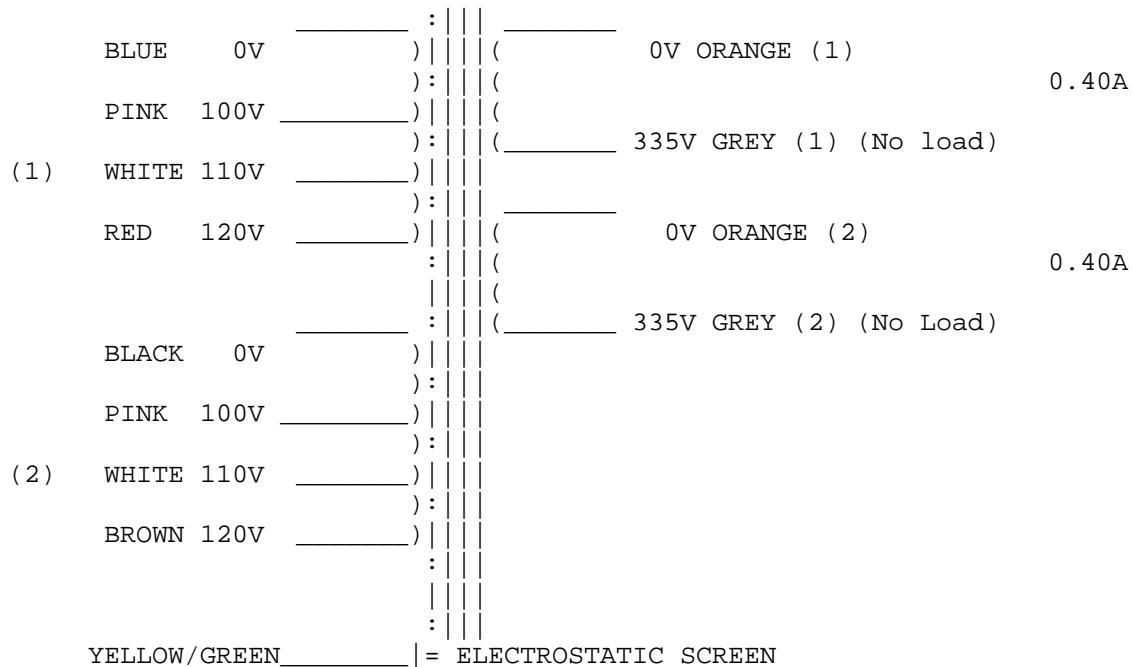 BLUE 0V 0V ORANGE (1)
0.40A
PINK 100V
335V GREY (1) (No load)
(1) WHITE 110V
RED 120V 0V ORANGE (2)
0.40A
335V GREY (2) (No Load)
BLACK 0V
PINK 100V
(2) WHITE 110V
BROWN 120V
YELLOW/GREEN = ELECTROSTATIC SCREEN